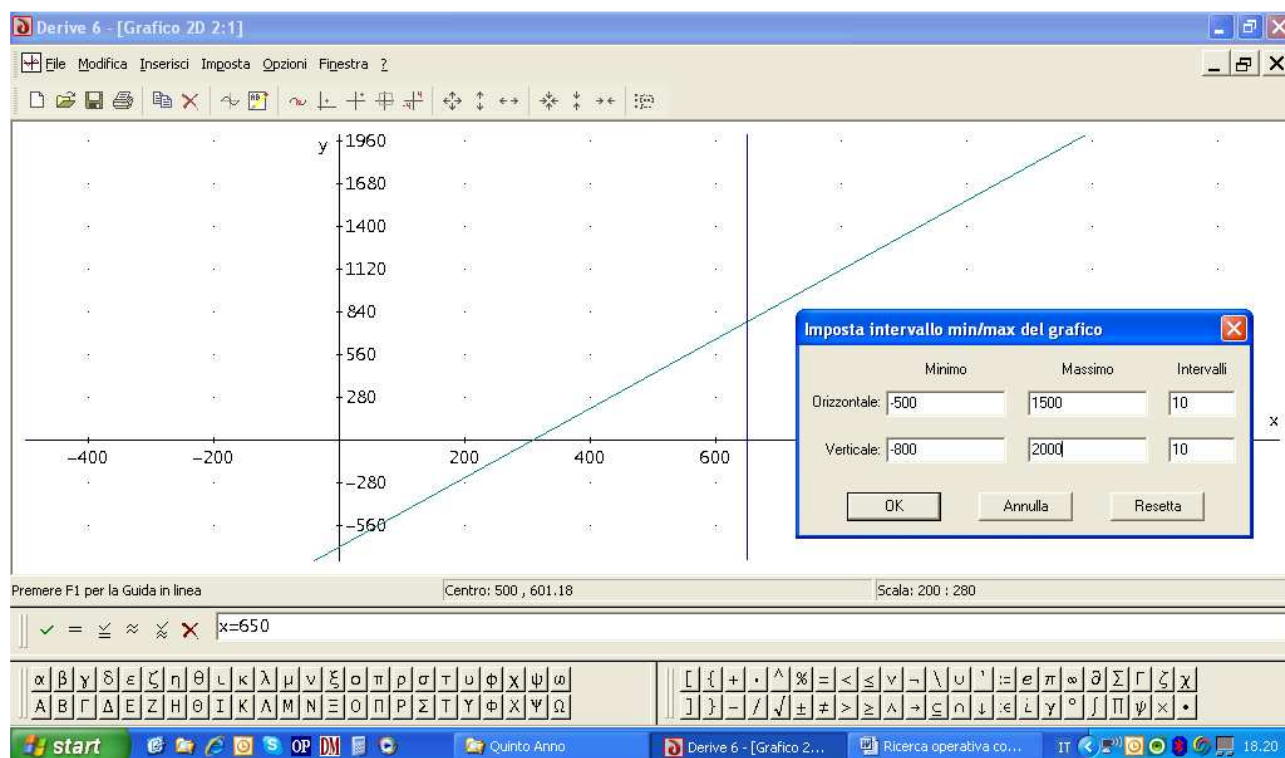 Derive 6 - [Grafico 2D 2:1]
File Modifica Inserisci Imposta Opzioni Finestra ?
y
1960
1680
1400
1120
840
560
280
-400 -200 200 400 600 x
-280
-560
Imposta intervallo min/max del grafico
Minimo Massimo Intervalli
Orizzontale: -500 1500 10
Verticale: -800 2000 10
OK Annulla Resetta
Premere F1 per la Guida in linea Centro: 500 , 601.18 Scala: 200 : 280
x=650
α β γ δ ε ζ η θ ι κ λ μ ν ξ ο π ρ σ τ υ φ χ ψ ω [ { + · ^ % = < ≤ ∨ ¬ \ ∪ ' := e π ∞ ∂ Σ Γ ζ χ
Α Β Γ Δ Ε Ζ Η Θ Ι Κ Λ Μ Ν Ξ Ο Π Ρ Σ Τ Υ Φ Χ Ψ Ω ] } - / √ ± ≠ > ≥ ∧ → ⊆ ∩ ↓ :∈ i γ ° ∫ Π ψ × •
start OP DM Quinto Anno Derive 6 - [Grafico 2... Ricerca operativa co... IT 18.20